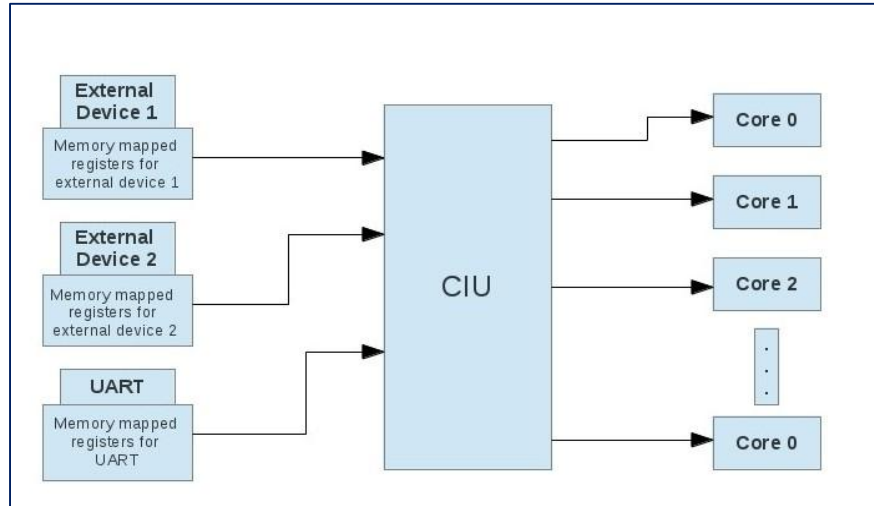 External
Device 1
Memory mapped
registers for
external device 1
External
Device 2
Memory mapped
registers for
external device 2
UART
Memory mapped
registers for
UART
CIU
Core 0
Core 1
Core 2
.
.
.
Core 0